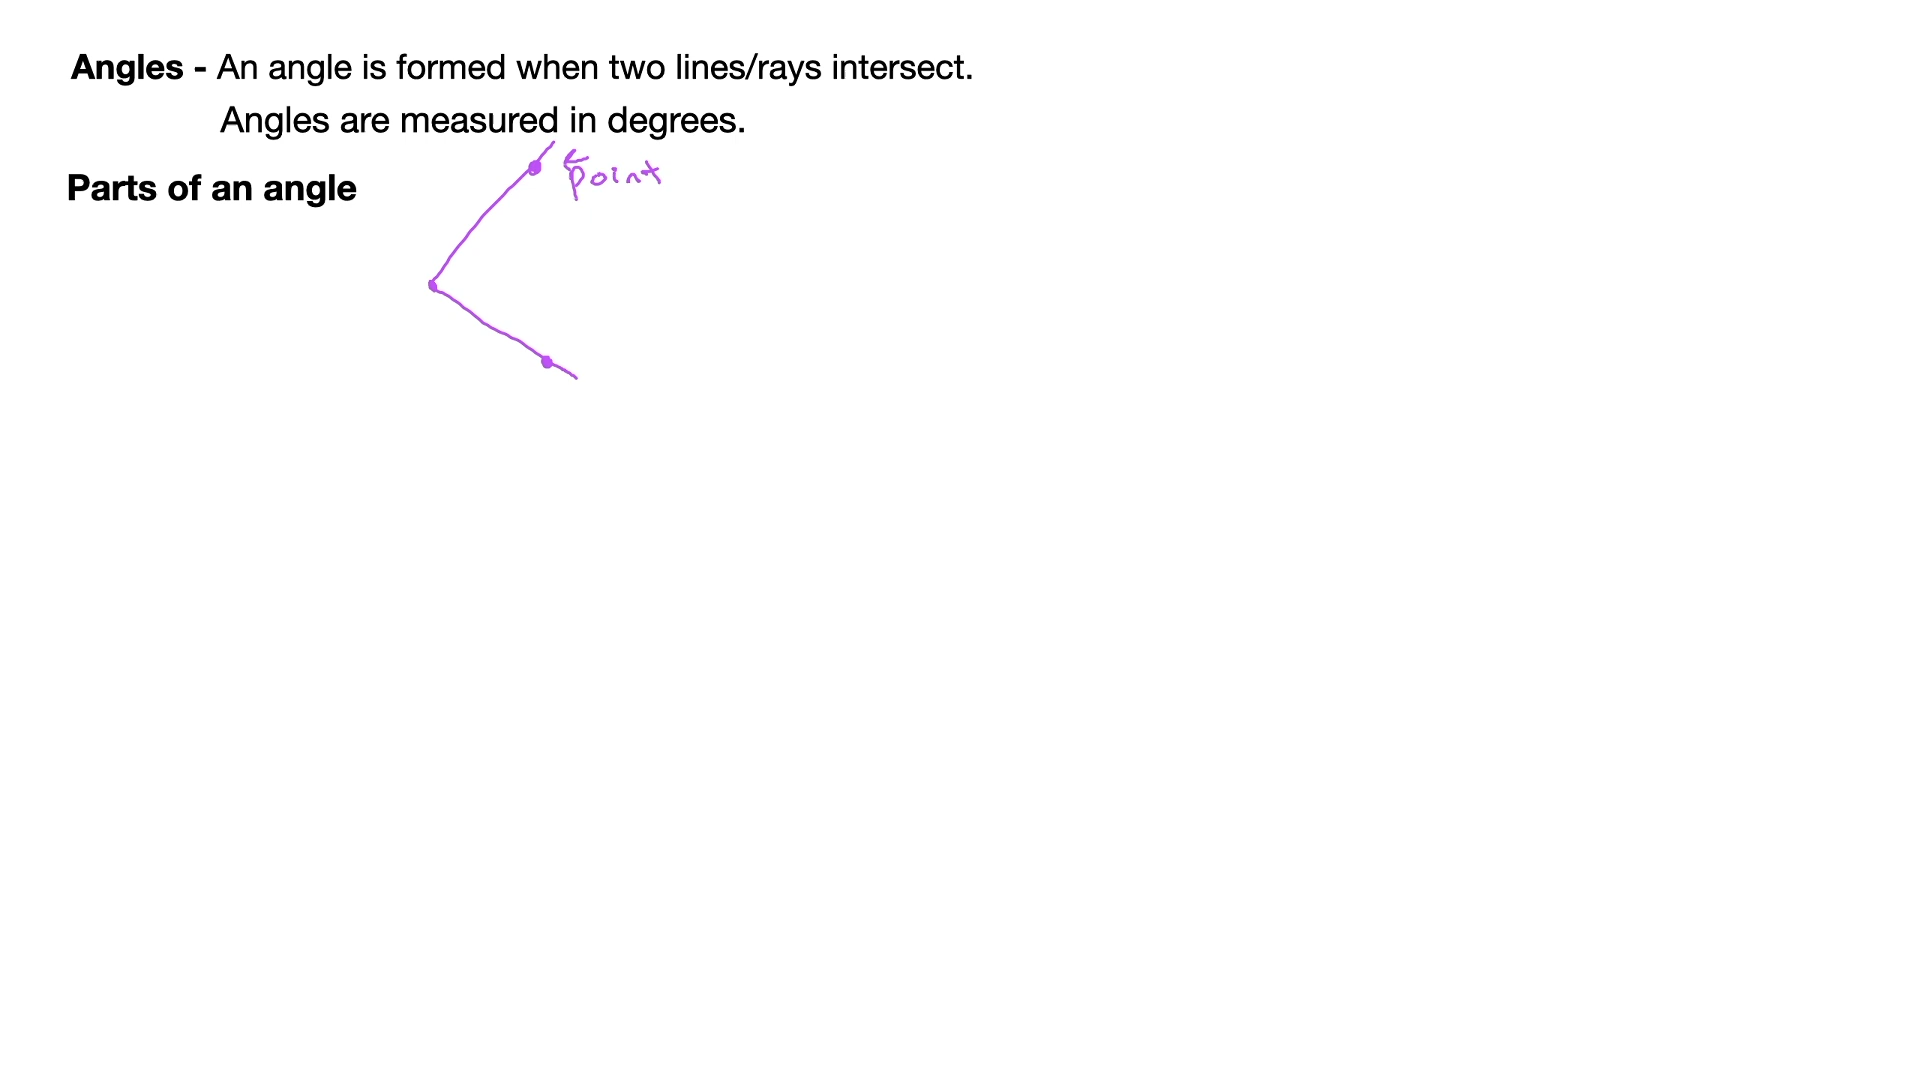 Angles - An angle is formed when two lines/rays intersect.
Angles are measured in degrees.
point
Parts of an angle